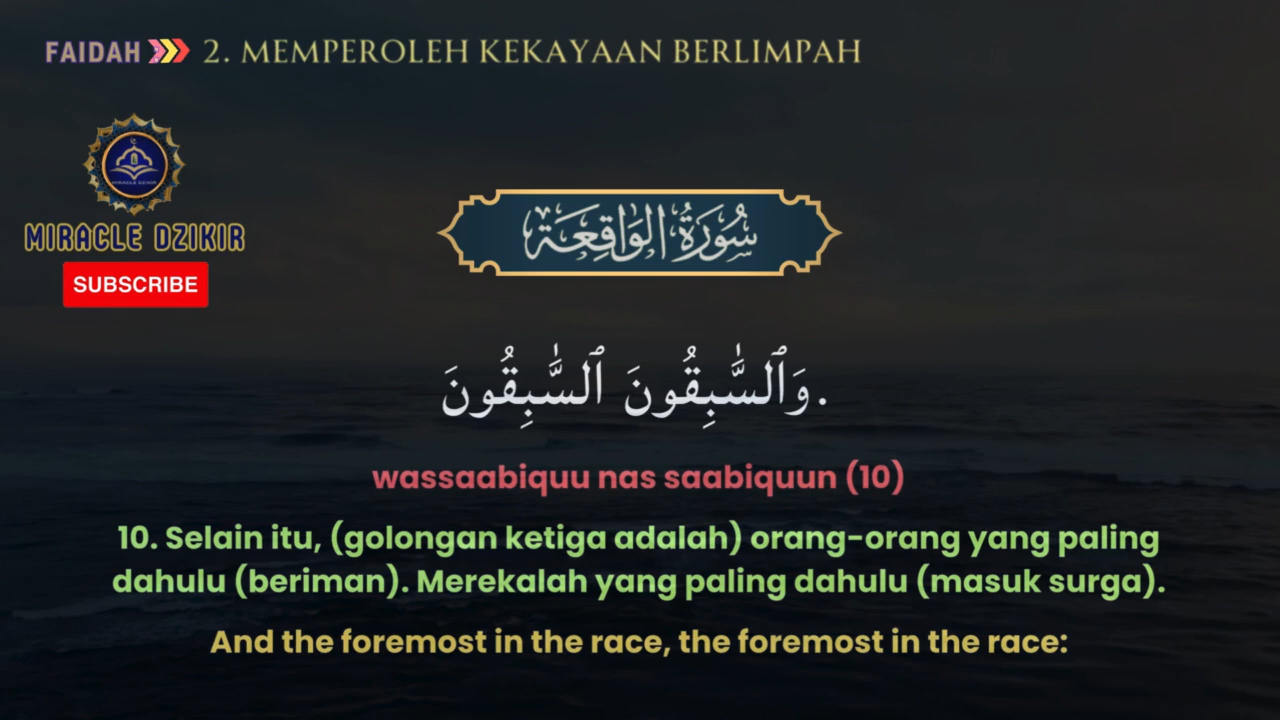 FAIDAH 2. MEMPEROLEH KEKAYAAN BERLIMPAH
MIRACLE DZIKIR
MIRACLE DZIKIR
SUBSCRIBE
سُورَةُ الوَاقِعَة
وَٱلسَّٰبِقُونَ ٱلسَّٰبِقُونَ.
wassaabiquu nas saabiquun (10)
10. Selain itu, (golongan ketiga adalah) orang-orang yang paling
dahulu (beriman). Merekalah yang paling dahulu (masuk surga).
And the foremost in the race, the foremost in the race: